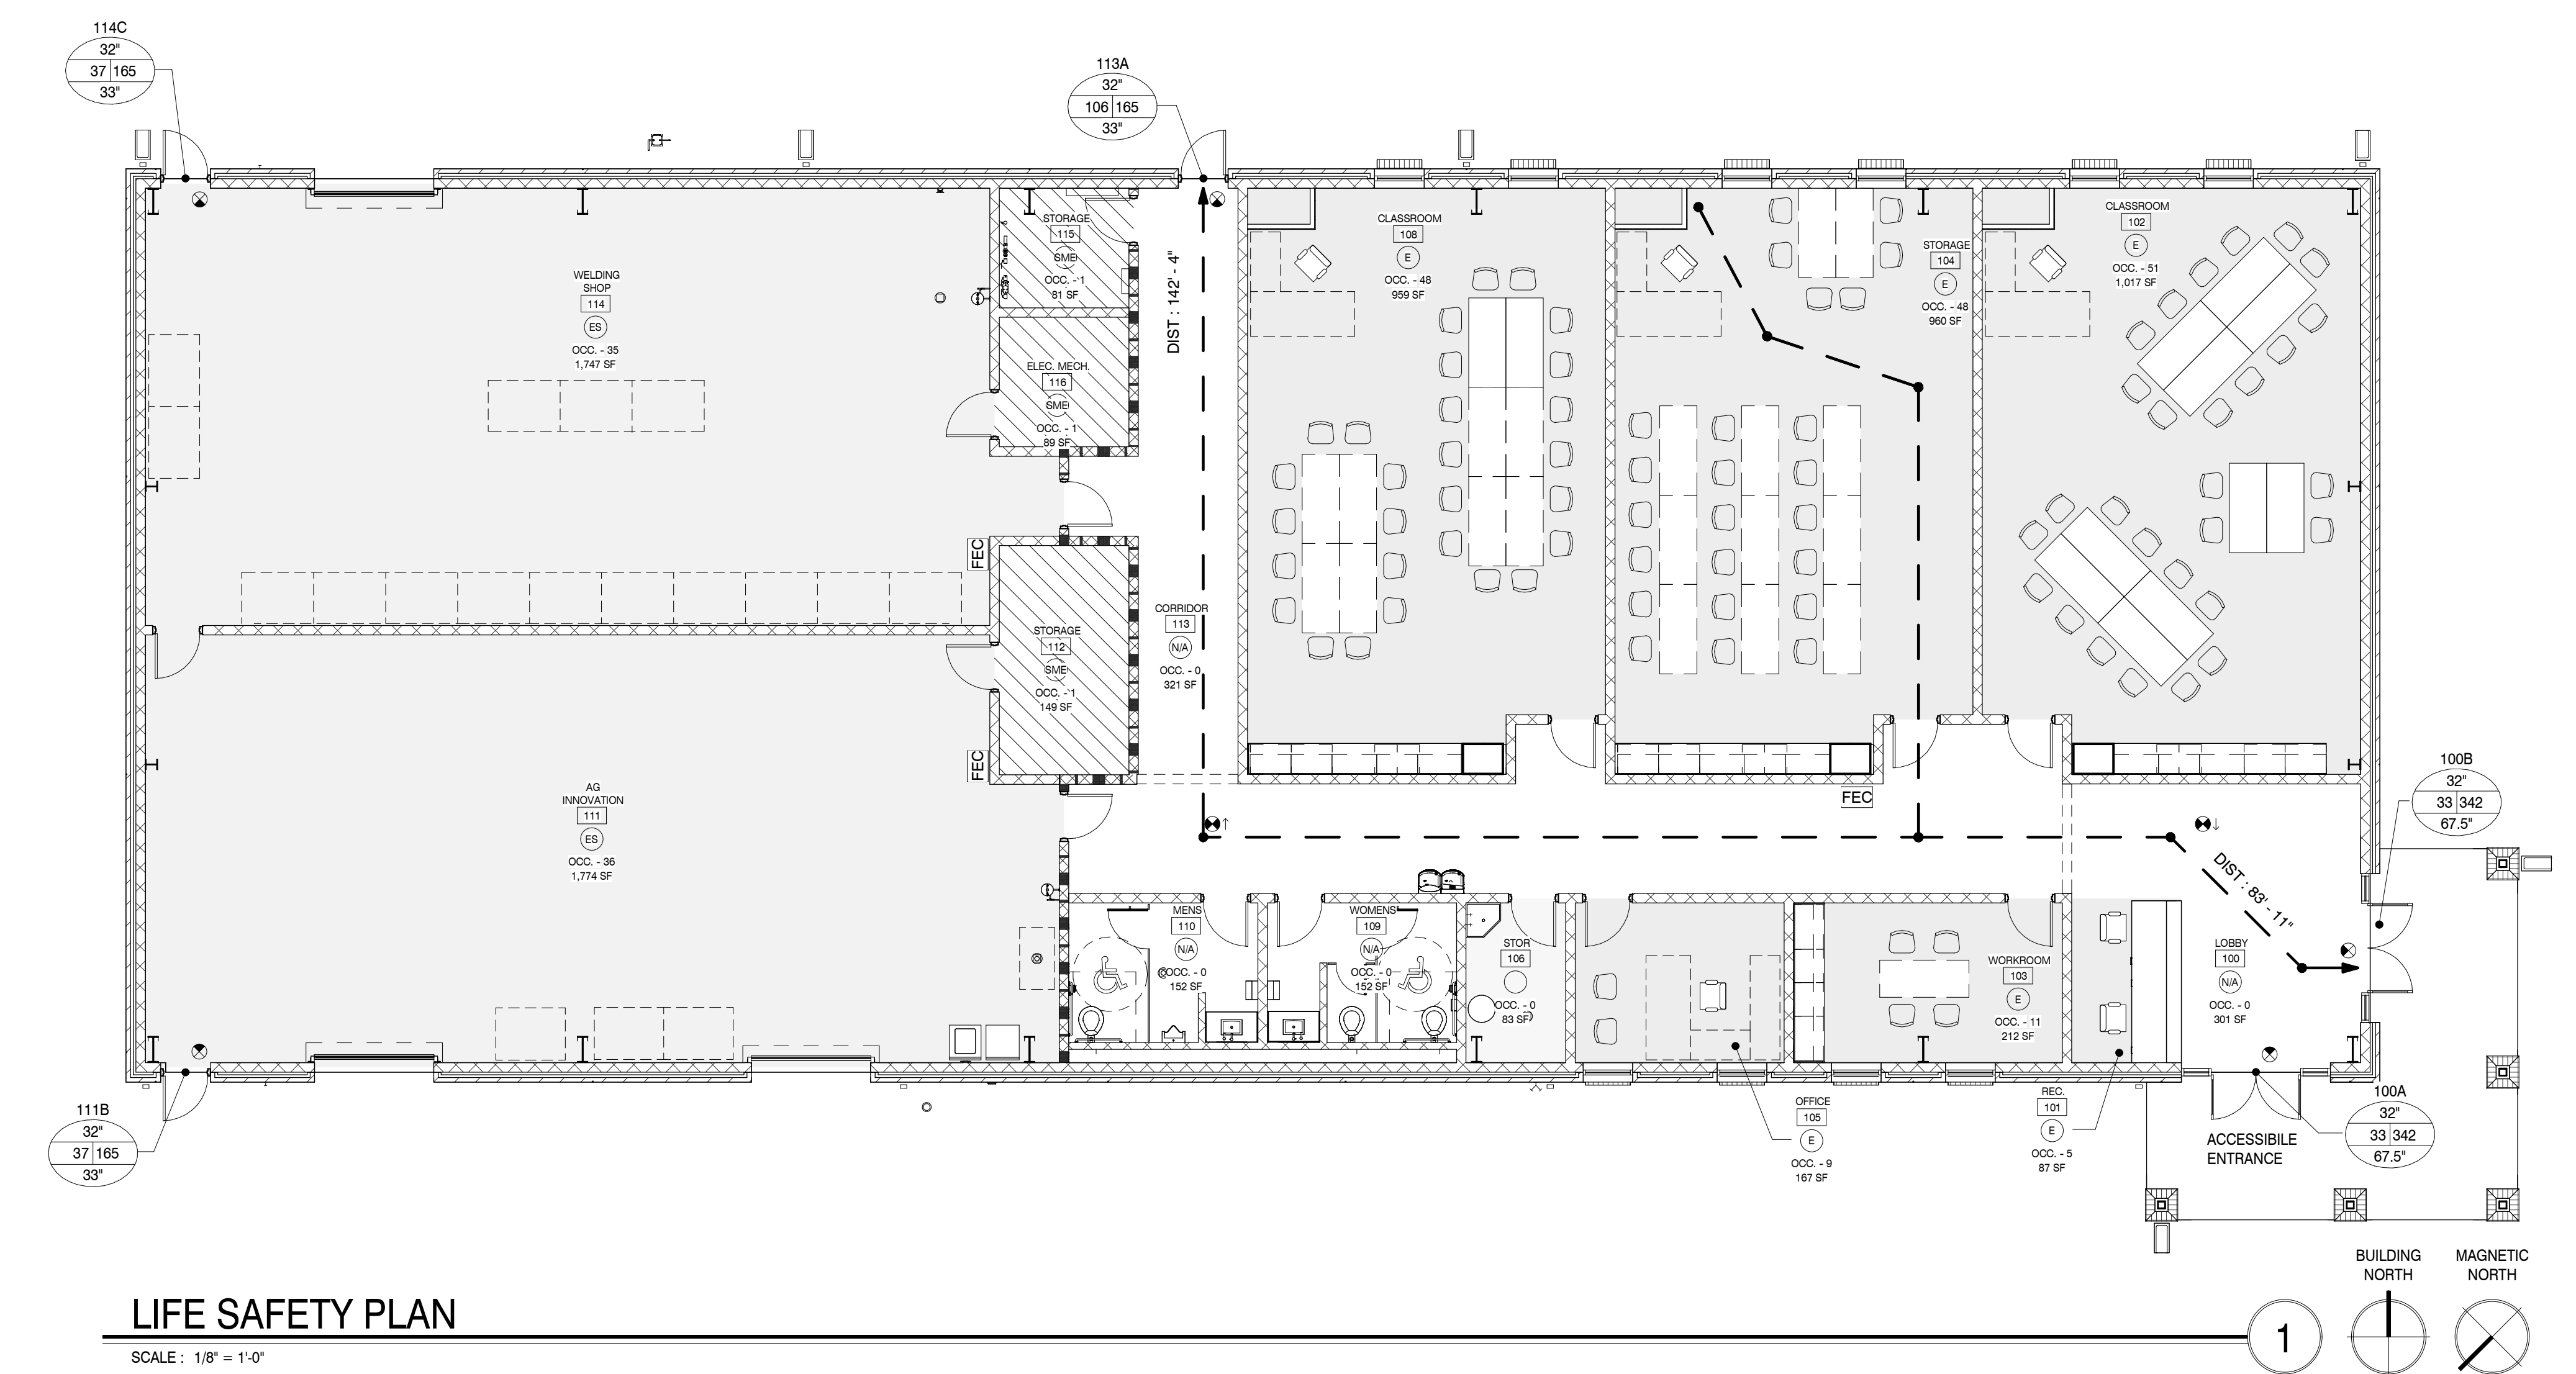 114C
32"
37 165
33"
113A
32"
106 165
33"
WELDING
SHOP
114
ES
OCC. - 35
1,747 SF
STORAGE
115
SME
OCC. - 1
81 SF
ELEC. MECH.
116
SME
OCC. - 1
89 SF
DIST : 142' - 4"
CLASSROOM
108
E
OCC. - 48
959 SF
STORAGE
104
E
OCC. - 48
960 SF
CLASSROOM
102
E
OCC. - 51
1,017 SF
FEC
STORAGE
112
SME
OCC. - 1
149 SF
FEC
CORRIDOR
113
N/A
OCC. - 0
321 SF
AG
INNOVATION
111
ES
OCC. - 36
1,774 SF
FEC
100B
32"
33 342
67.5"
DIST : 83' - 11"
MENS
110
N/A
OCC. - 0
152 SF
WOMENS
109
N/A
OCC. - 0
152 SF
STOR
106
OCC. - 0
83 SF
WORKROOM
103
E
OCC. - 11
212 SF
LOBBY
100
N/A
OCC. - 0
301 SF
111B
32"
37 165
33"
OFFICE
105
E
OCC. - 9
167 SF
REC.
101
E
OCC. - 5
87 SF
100A
32"
33 342
67.5"
ACCESSIBILE
ENTRANCE
BUILDING
NORTH
MAGNETIC
NORTH
LIFE SAFETY PLAN
1
SCALE : 1/8" = 1'-0"